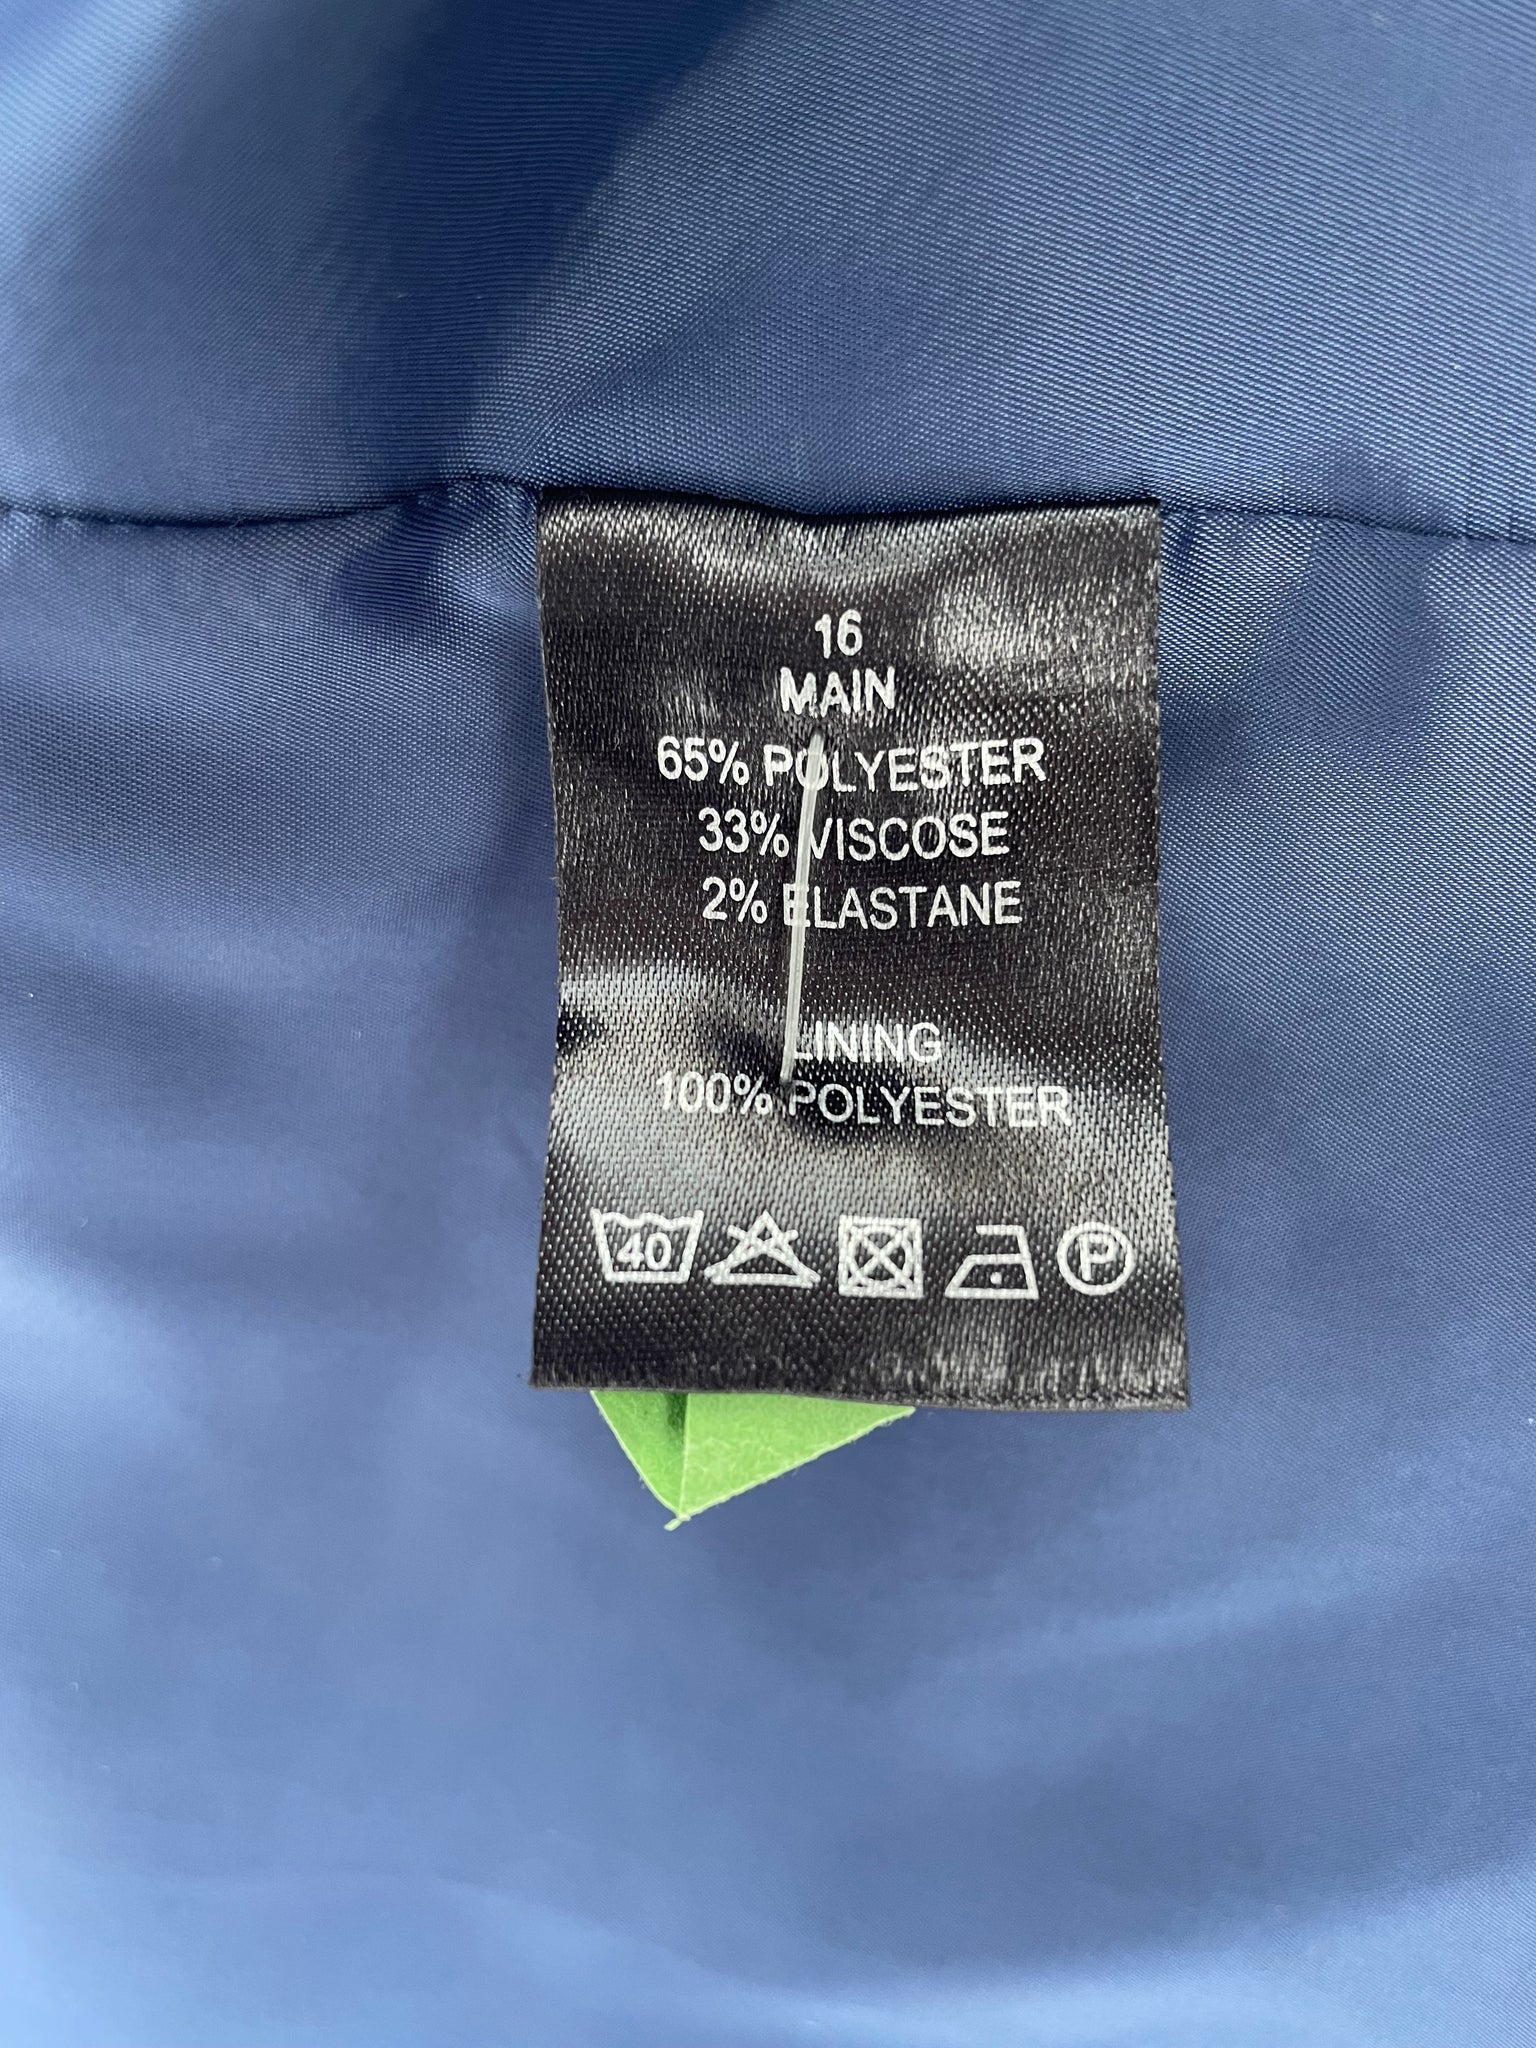 16
MAIN
65% POLYESTER
33% VISCOSE
2% ELASTANE
LINING
100% POLYESTER
40 P